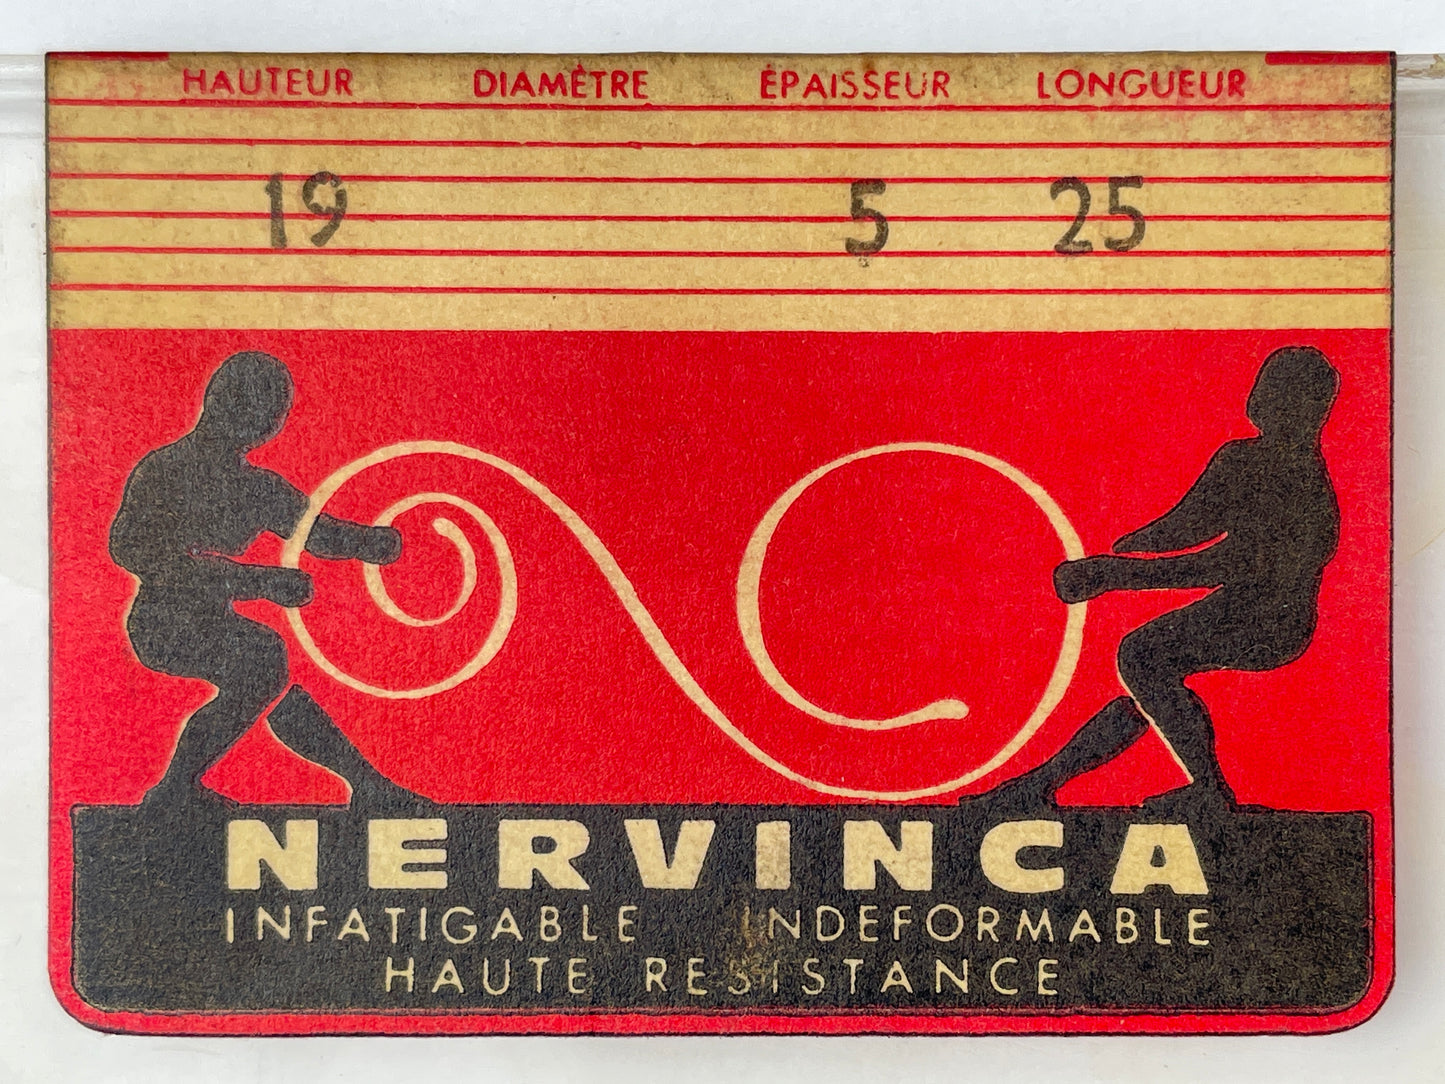 HAUTEUR DIAMÈTRE ÉPAISSEUR LONGUEUR
19 5 25
NERVINCA
INFATIGABLE INDEFORMABLE
HAUTE RESISTANCE